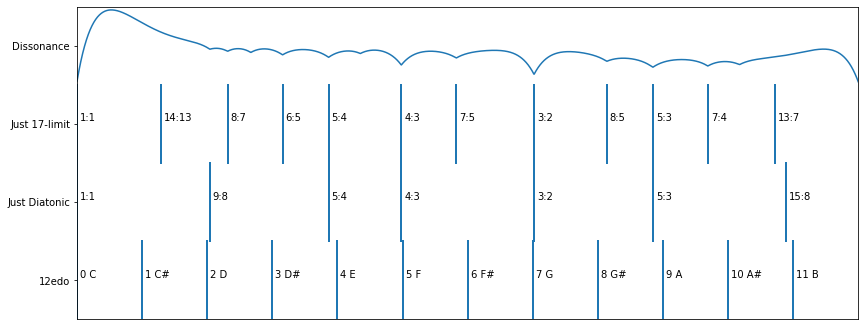 Dissonance
Just 17-limit
1:1 14:13 8:7 6:5 5:4 4:3 7:5 3:2 8:5 5:3 7:4 13:7
Just Diatonic
1:1 9:8 5:4 4:3 3:2 5:3 15:8
12edo
0 C 1 C# 2 D 3 D# 4 E 5 F 6 F# 7 G 8 G# 9 A 10 A# 11 B